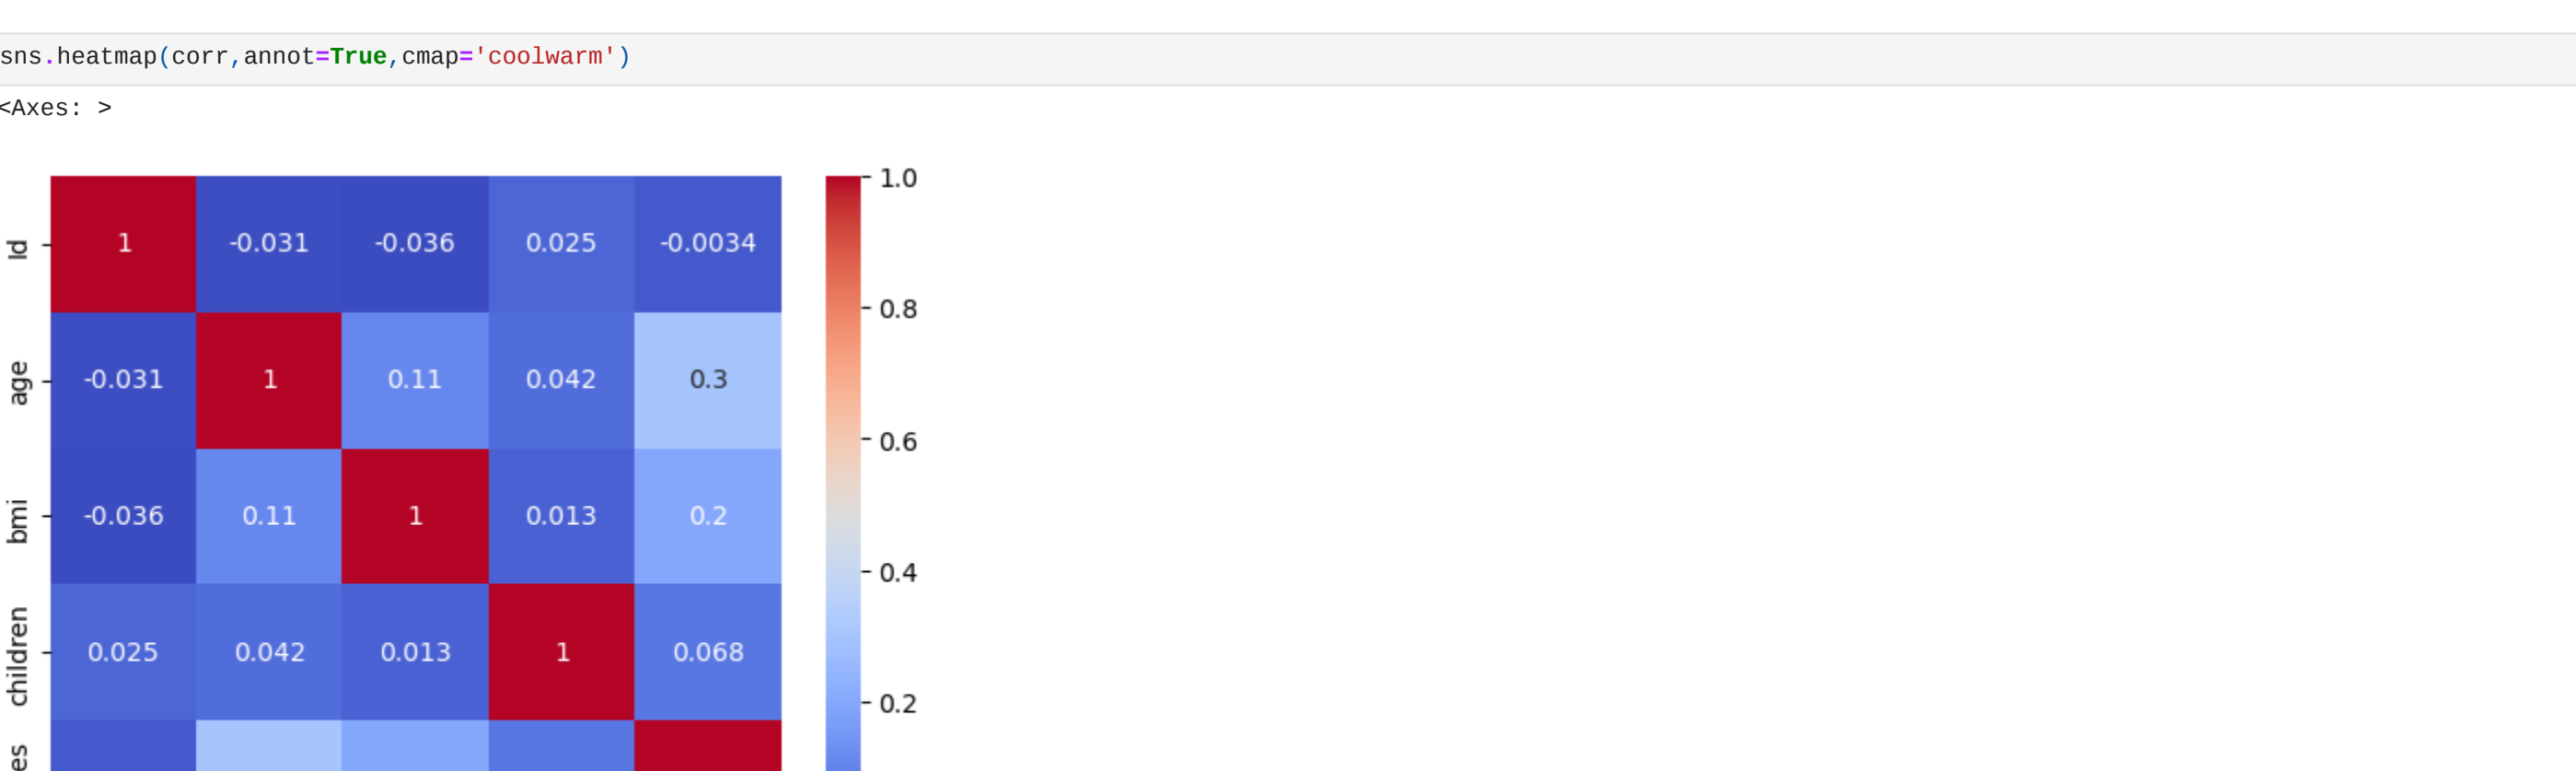 sns.heatmap(corr,annot=True,cmap='coolwarm')
<Axes: >
1.0
Id 1 -0.031 -0.036 0.025 -0.0034
0.8
age -0.031 1 0.11 0.042 0.3
0.6
bmi -0.036 0.11 1 0.013 0.2
0.4
children 0.025 0.042 0.013 1 0.068
0.2
es